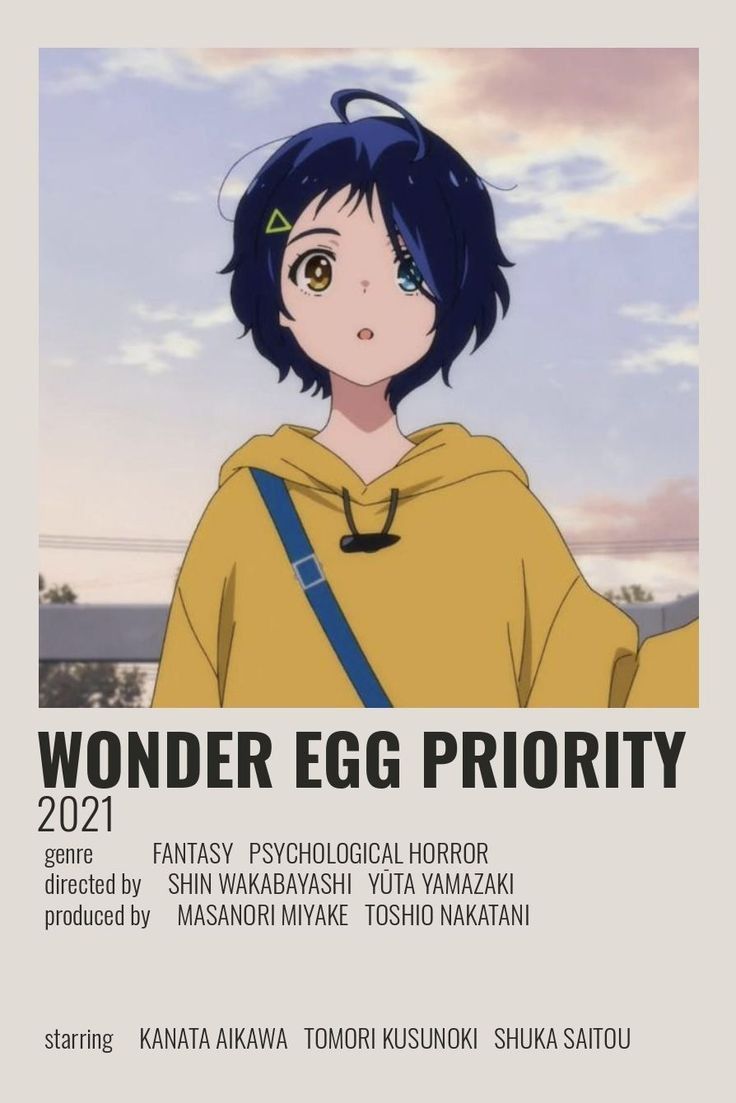 WONDER EGG PRIORITY
2021
genre FANTASY PSYCHOLOGICAL HORROR
directed by SHIN WAKABAYASHI YŪTA YAMAZAKI
produced by MASANORI MIYAKE TOSHIO NAKATANI
starring KANATA AIKAWA TOMORI KUSUNOKI SHUKA SAITOU